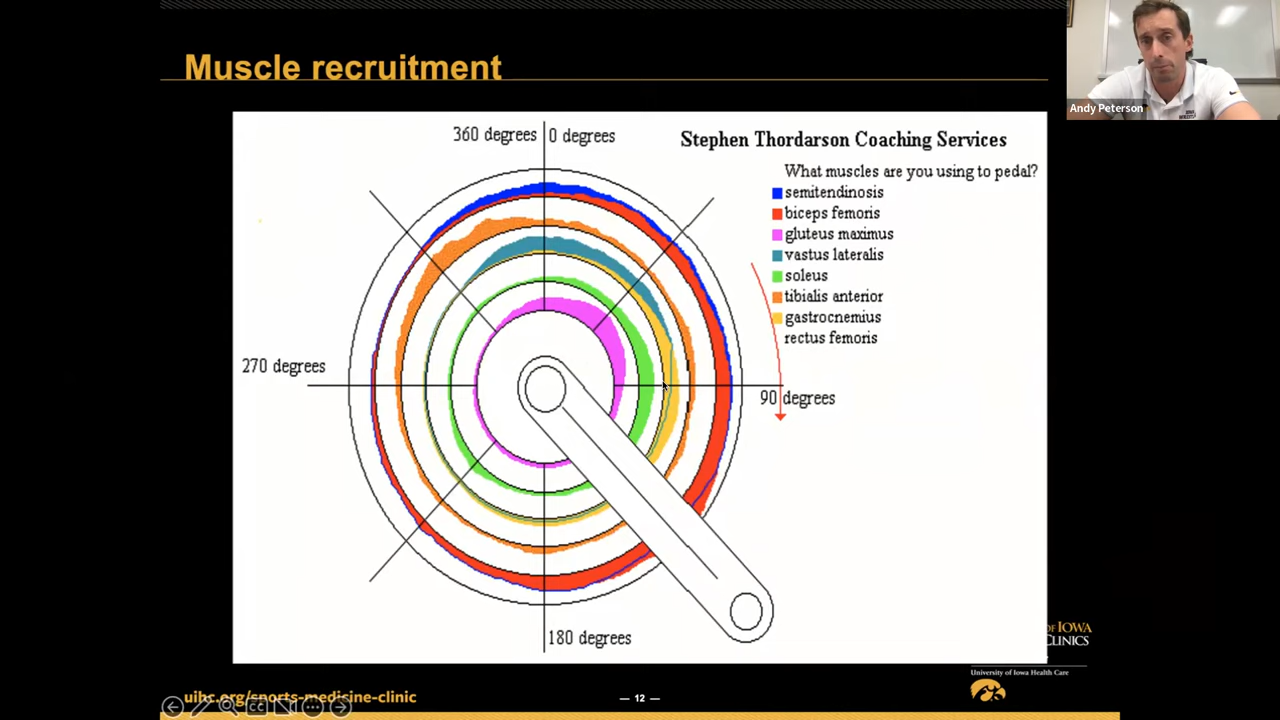 Muscle recruitment
Andy Peterson
360 degrees
0 degrees
Stephen Thordarson Coaching Services
What muscles are you using to pedal?
semitendinosis
biceps femoris
gluteus maximus
vastus lateralis
soleus
tibialis anterior
gastrocnemius
rectus femoris
270 degrees
90 degrees
180 degrees
OF IOWA
CLINICS
University of Iowa Health Care
uihc.org/sports-medicine-clinic
— 12 —
CC